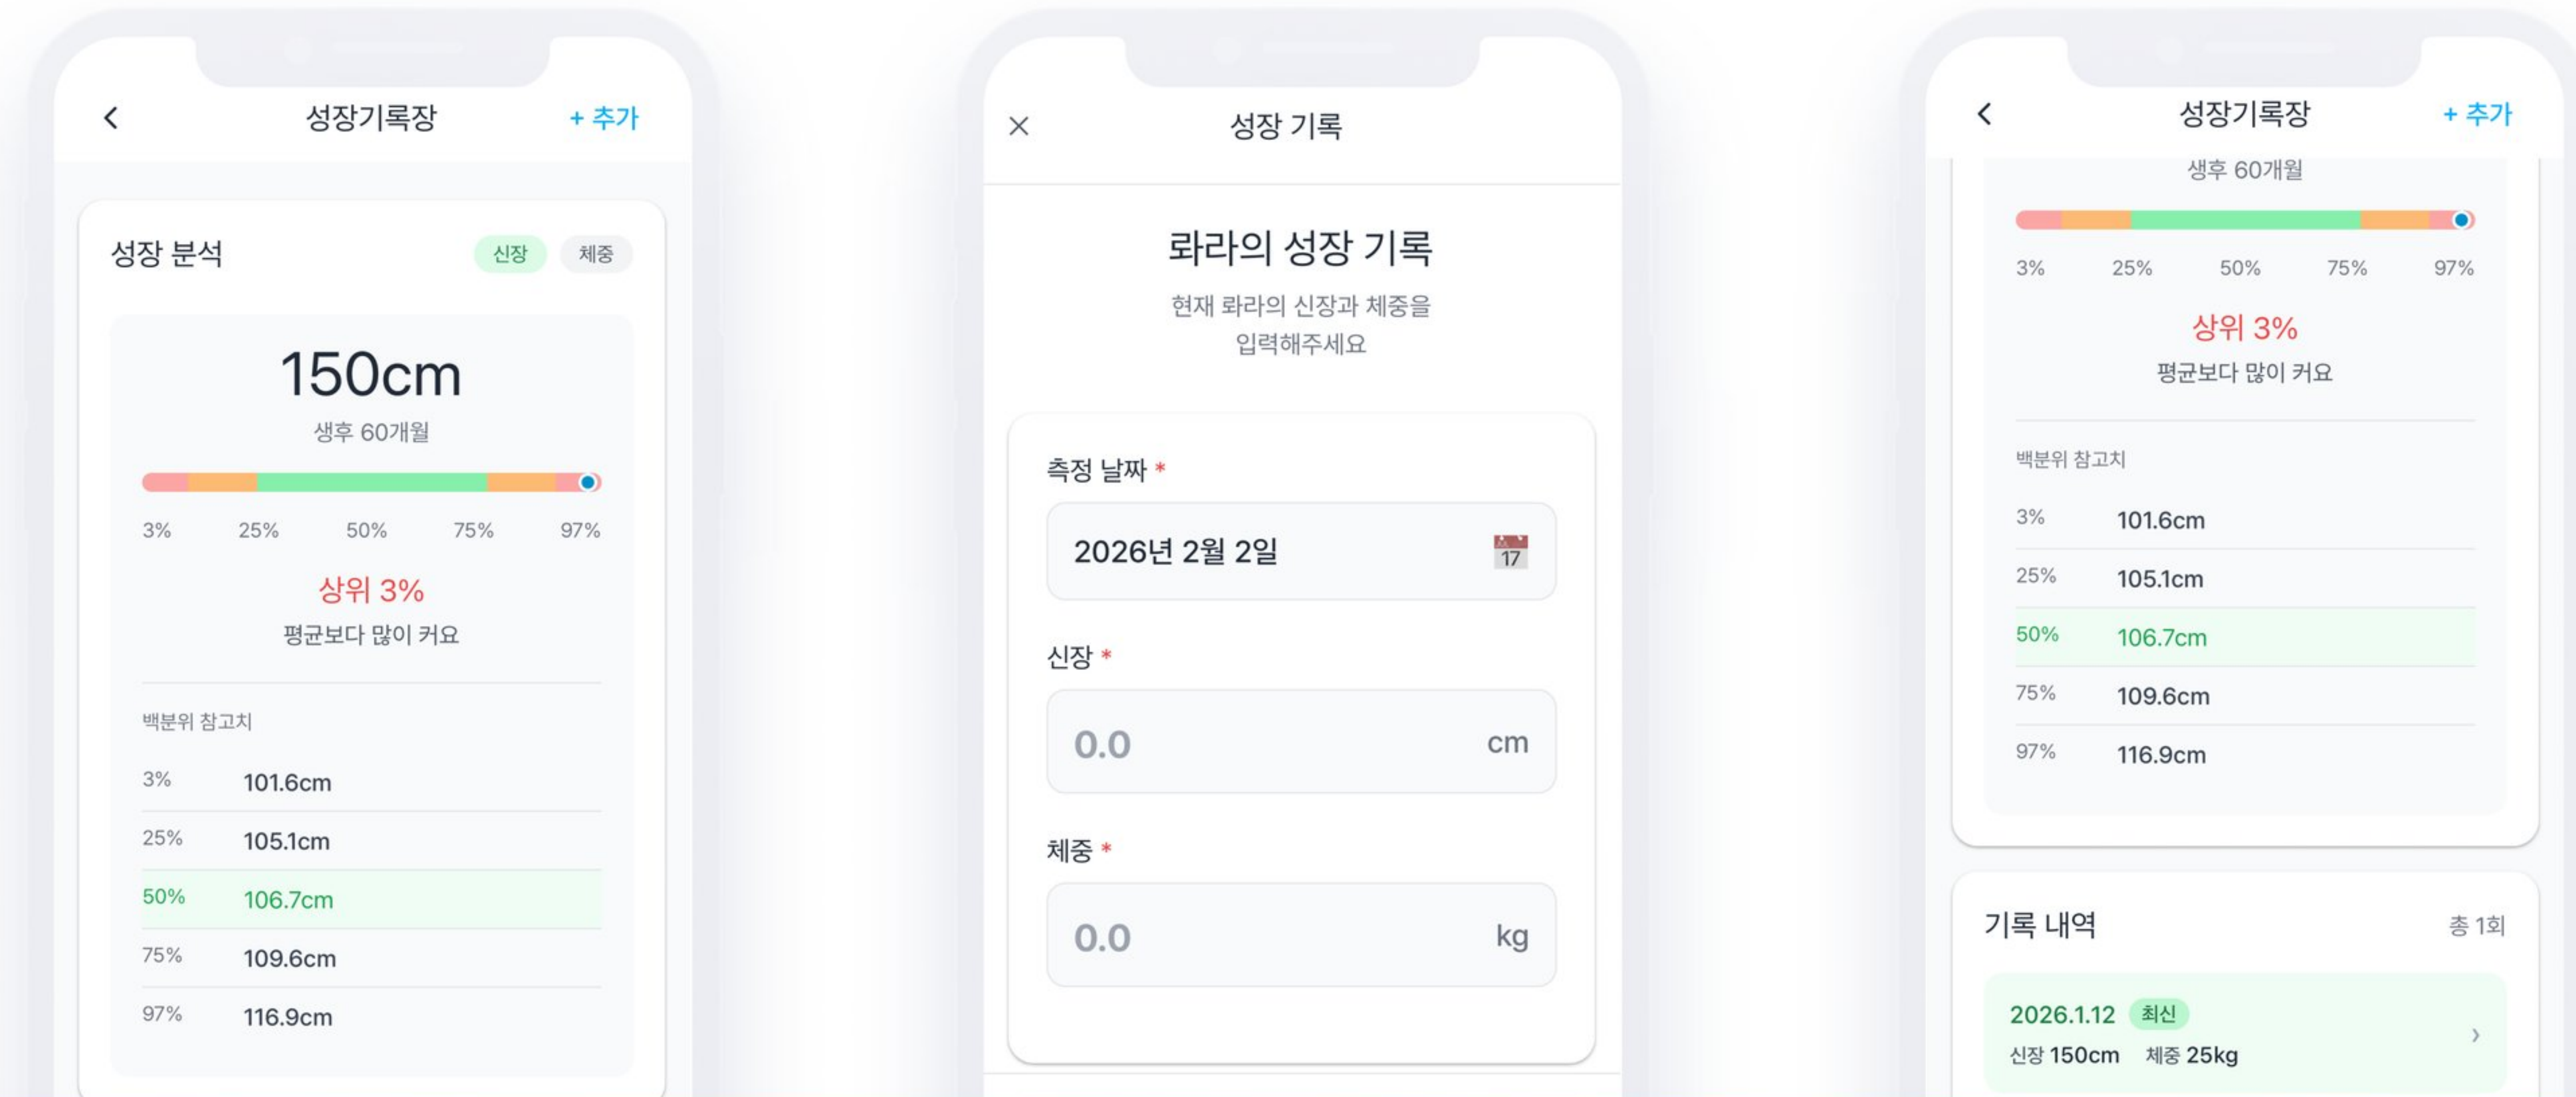 성장기록장
+ 추가
성장 분석
신장
체중
150cm
생후 60개월
3% 25% 50% 75% 97%
상위 3%
평균보다 많이 커요
백분위 참고치
3% 101.6cm
25% 105.1cm
50% 106.7cm
75% 109.6cm
97% 116.9cm
성장 기록
롸라의 성장 기록
현재 롸라의 신장과 체중을
입력해주세요
측정 날짜 *
2026년 2월 2일
17
신장 *
0.0 cm
체중 *
0.0 kg
성장기록장
+ 추가
생후 60개월
3% 25% 50% 75% 97%
상위 3%
평균보다 많이 커요
백분위 참고치
3% 101.6cm
25% 105.1cm
50% 106.7cm
75% 109.6cm
97% 116.9cm
기록 내역 총 1회
2026.1.12 최신
신장 150cm 체중 25kg